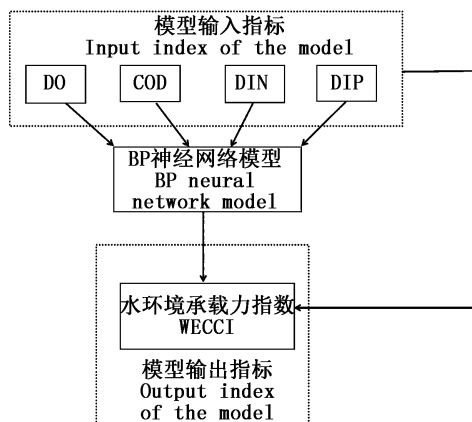 模型输入指标
Input index of the model
DO
COD
DIN
DIP
BP神经网络模型
BP neural
network model
水环境承载力指数
WECCI
模型输出指标
Output index
of the model